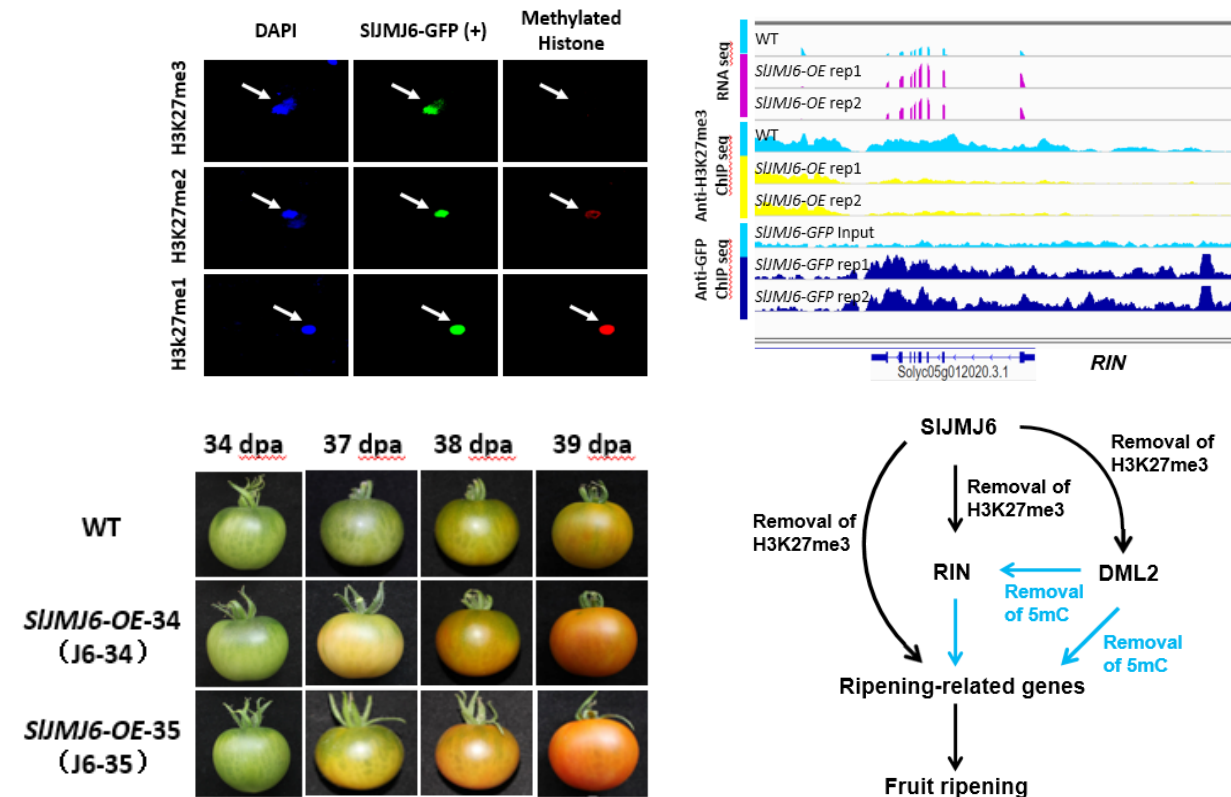 DAPI
SlJMJ6-GFP (+)
Methylated
Histone
H3K27me3
H3K27me2
H3k27me1
RNA seq
Anti-H3K27me3
ChIP seq
Anti-GFP
ChIP seq
WT
SlJMJ6-OE rep1
SlJMJ6-OE rep2
WT
SlJMJ6-OE rep1
SlJMJ6-OE rep2
SlJMJ6-GFP Input
SlJMJ6-GFP rep1
SlJMJ6-GFP rep2
Solyc05g012020.3.1
RIN
34 dpa
37 dpa
38 dpa
39 dpa
WT
SlJMJ6-OE-34
（J6-34）
SlJMJ6-OE-35
（J6-35）
SlJMJ6
Removal of
H3K27me3
Removal of
H3K27me3
Removal of
H3K27me3
RIN
DML2
Removal
of 5mC
Removal
of 5mC
Ripening-related genes
Fruit ripening